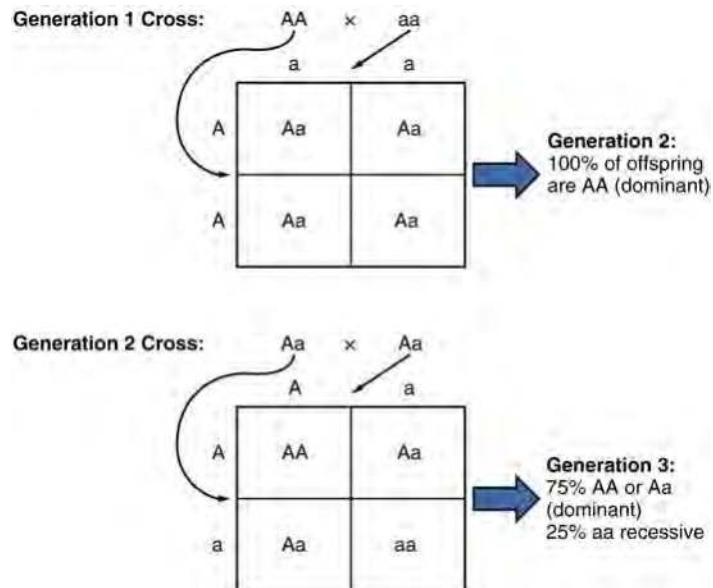 Generation 1 Cross: AA × aa
a a
A Aa Aa
Generation 2:
100% of offspring
are AA (dominant)
A Aa Aa
Generation 2 Cross: Aa × Aa
A a
A AA Aa
Generation 3:
75% AA or Aa
(dominant)
25% aa recessive
a Aa aa